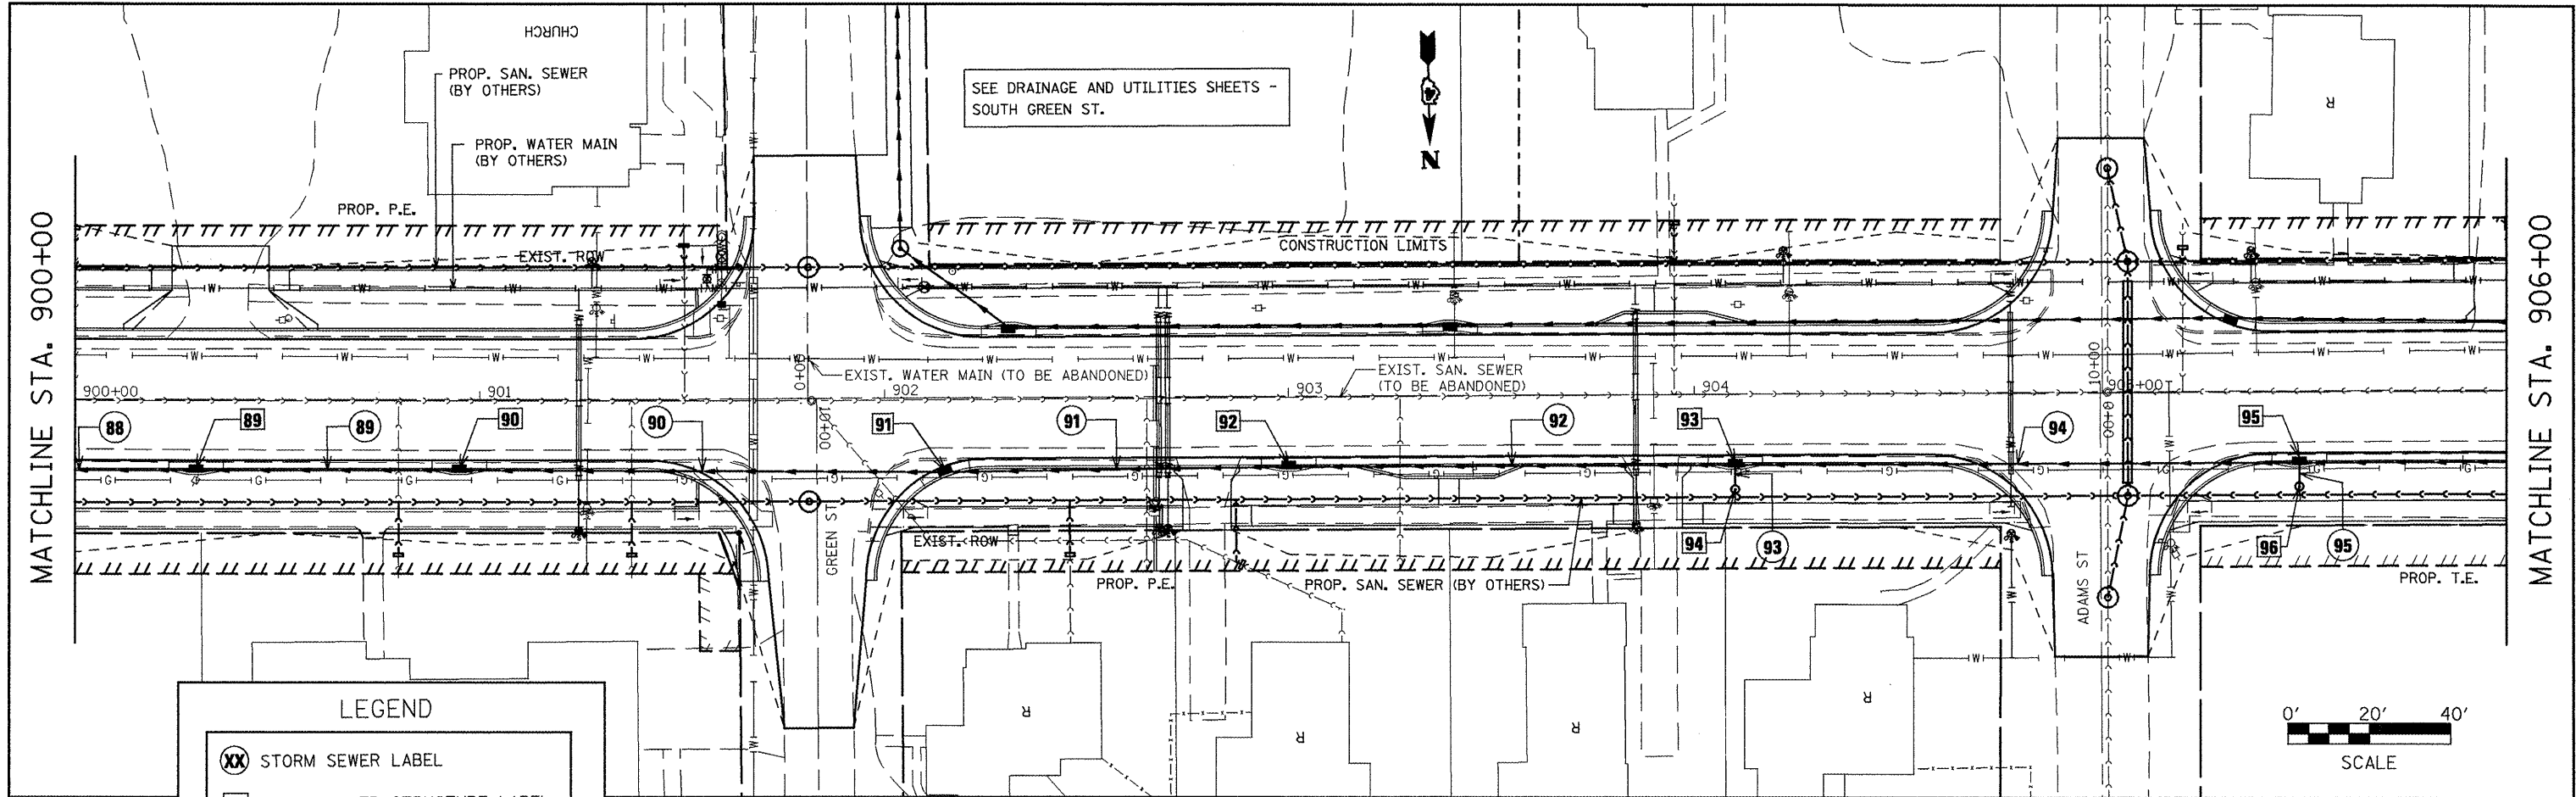 CHURCH
PROP. SAN. SEWER
(BY OTHERS)
PROP. WATER MAIN
(BY OTHERS)
SEE DRAINAGE AND UTILITIES SHEETS -
SOUTH GREEN ST.
N
R
MATCHLINE STA. 900+00
MATCHLINE STA. 906+00
PROP. P.E.
EXIST. ROW
CONSTRUCTION LIMITS
EXIST. WATER MAIN (TO BE ABANDONED)
EXIST. SAN. SEWER
(TO BE ABANDONED)
900+00
901
902
903
904
10+00
10+00
88
89
89
90
90
91
91
92
92
93
94
95
GREEN ST
ADAMS ST
EXIST. ROW
94
93
96
95
PROP. P.E.
PROP. SAN. SEWER (BY OTHERS)
PROP. T.E.
R
R
R
R
LEGEND
XX STORM SEWER LABEL
0' 20' 40'
SCALE